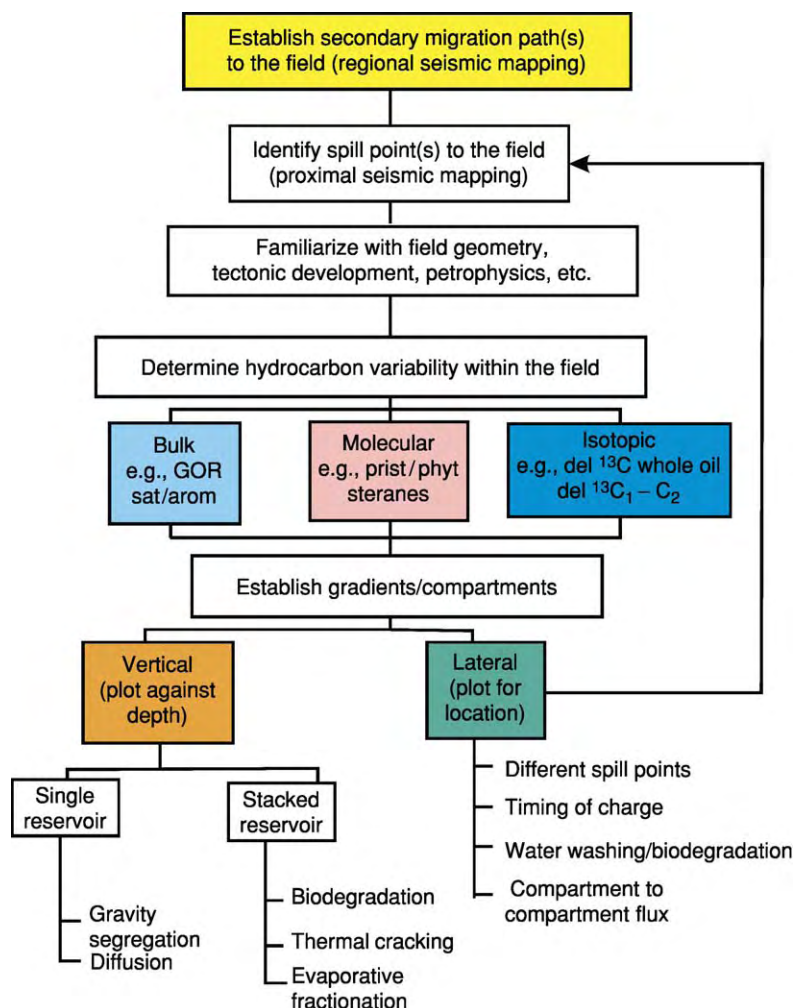 Establish secondary migration path(s)
to the field (regional seismic mapping)
Identify spill point(s) to the field
(proximal seismic mapping)
Familiarize with field geometry,
tectonic development, petrophysics, etc.
Determine hydrocarbon variability within the field
Bulk
e.g., GOR
sat/arom
Molecular
e.g., prist/phyt
steranes
Isotopic
e.g., del ¹³C whole oil
del ¹³C₁ – C₂
Establish gradients/compartments
Vertical
(plot against
depth)
Lateral
(plot for
location)
Single
reservoir
Stacked
reservoir
Gravity
segregation
Diffusion
Biodegradation
Thermal cracking
Evaporative
fractionation
Different spill points
Timing of charge
Water washing/biodegradation
Compartment to
compartment flux